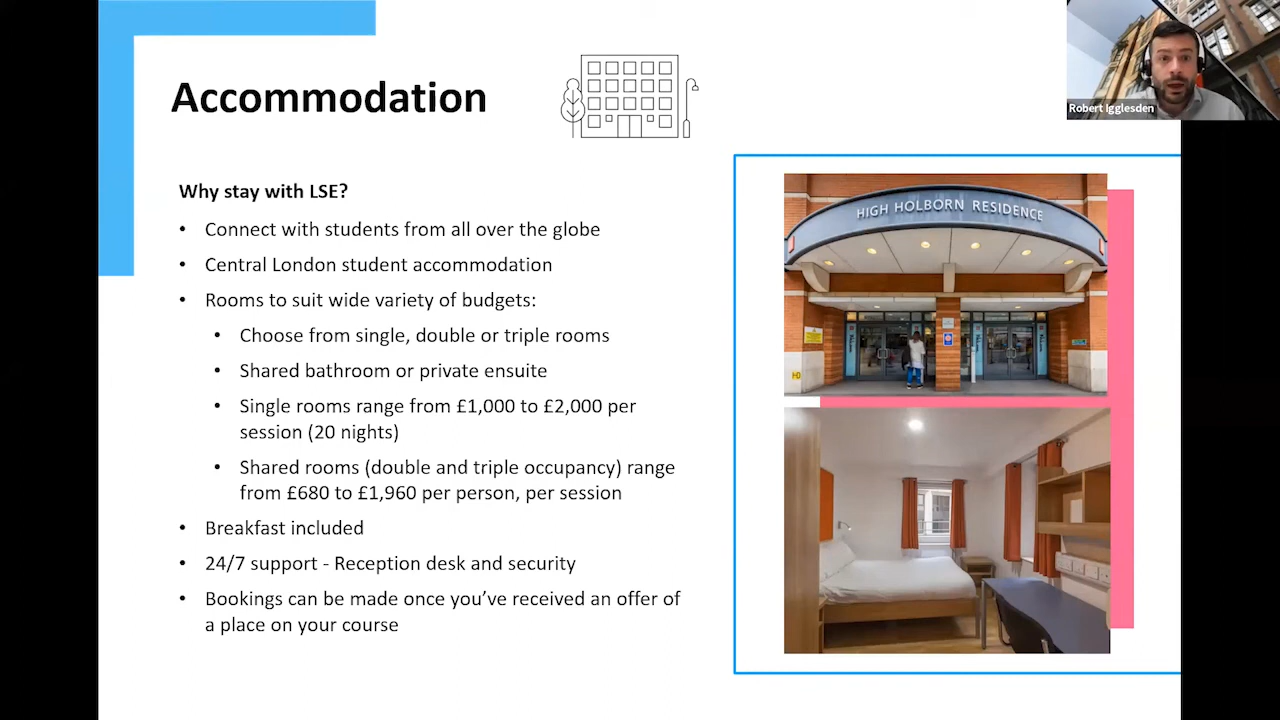 Accommodation
Robert Igglesden
Why stay with LSE?
• Connect with students from all over the globe
• Central London student accommodation
• Rooms to suit wide variety of budgets:
• Choose from single, double or triple rooms
• Shared bathroom or private ensuite
• Single rooms range from £1,000 to £2,000 per
session (20 nights)
• Shared rooms (double and triple occupancy) range
from £680 to £1,960 per person, per session
• Breakfast included
• 24/7 support - Reception desk and security
• Bookings can be made once you've received an offer of
a place on your course
HIGH HOLBORN RESIDENCE